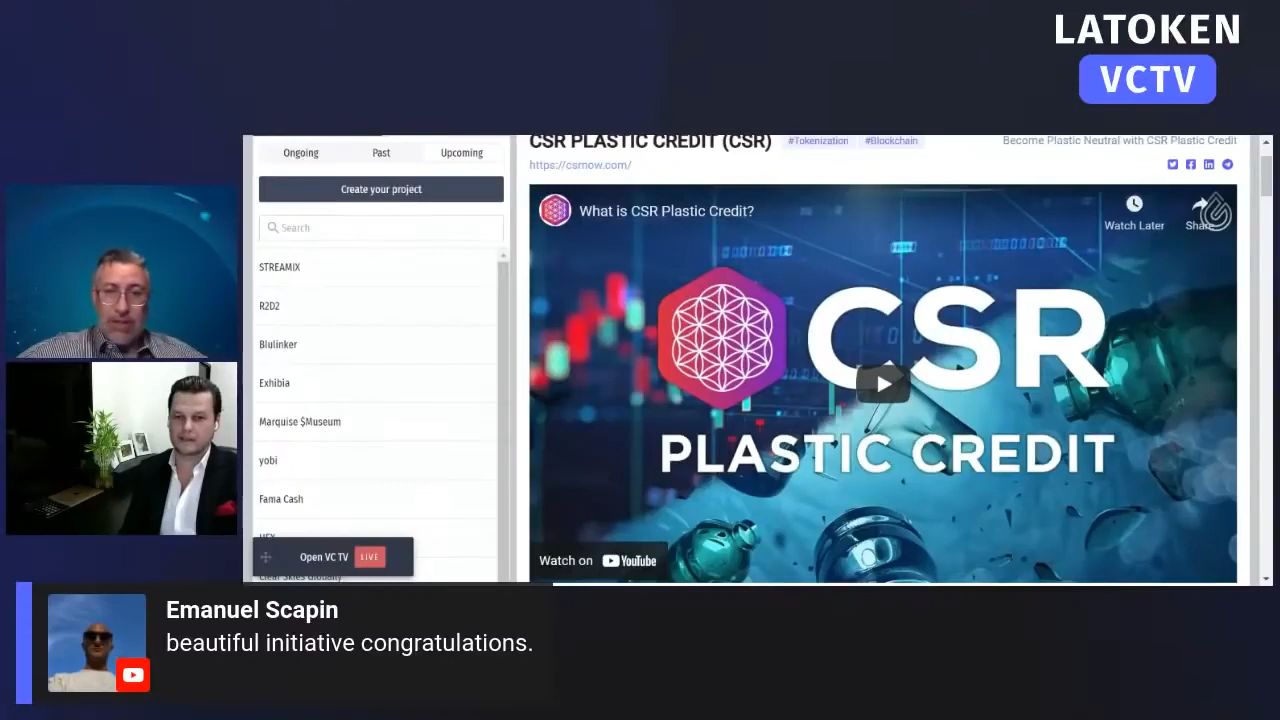 LATOKEN
VCTV
Ongoing Past Upcoming
Create your project
Search
STREAMIX
R2D2
Blulinker
Exhibia
Marquise $Museum
yobi
Fama Cash
Open VC TV LIVE
Clear Skies Globally
CSR PLASTIC CREDIT (CSR) #Tokenization #Blockchain Become Plastic Neutral with CSR Plastic Credit
https://csrnow.com/
What is CSR Plastic Credit?
Watch Later Share
CSR
PLASTIC CREDIT
Watch on YouTube
Emanuel Scapin
beautiful initiative congratulations.